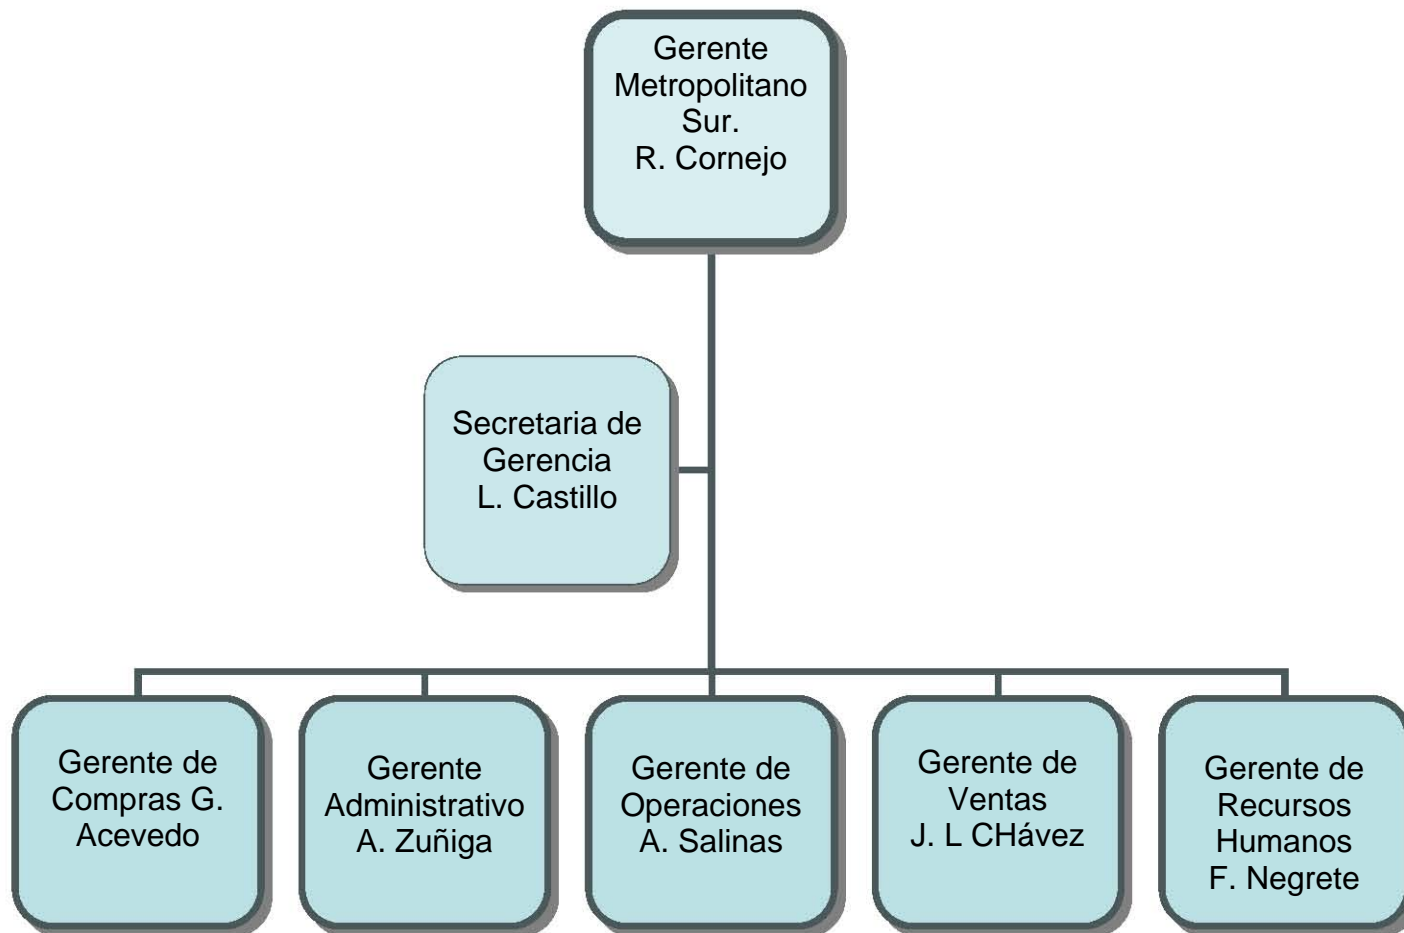 Gerente
Metropolitano
Sur.
R. Cornejo
Secretaria de
Gerencia
L. Castillo
Gerente de
Compras G.
Acevedo
Gerente
Administrativo
A. Zuñiga
Gerente de
Operaciones
A. Salinas
Gerente de
Ventas
J. L CHávez
Gerente de
Recursos
Humanos
F. Negrete